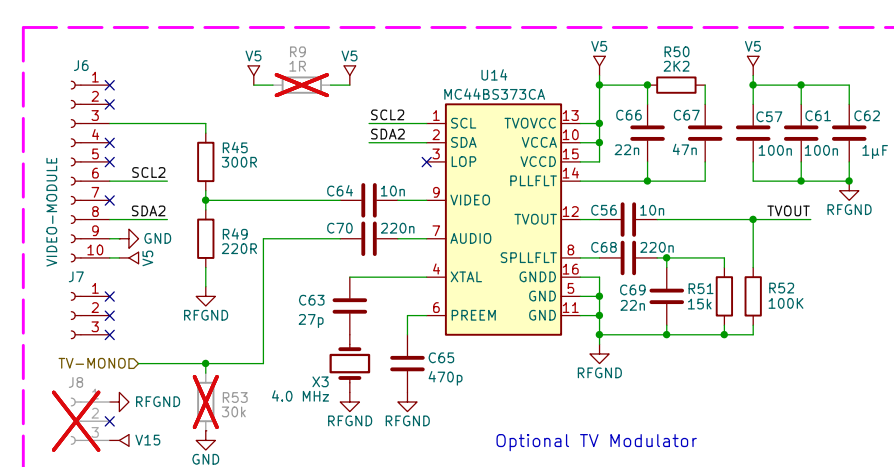 J6
1
2
3
4
5
6
7
8
9
10
SCL2
SDA2
GND
V5
VIDEO-MODULE
R45
300R
R49
220R
RFGND
V5
R9
1R
V5
J7
1
2
3
TV-MONO
J8
1
2
3
RFGND
V15
R53
30k
GND
C64
10n
C70
220n
C63
27p
X3
4.0 MHz
RFGND
C65
470p
RFGND
U14
MC44BS373CA
SCL2
SDA2
1 SCL
2 SDA
3 LOP
9 VIDEO
7 AUDIO
4 XTAL
6 PREEM
TVOVCC 13
VCCA 10
VCCD 15
PLLFLT 14
TVOUT 12
SPLLFLT 8
GNDD 16
GND 5
GND 11
V5
R50
2K2
C66
22n
C67
47n
V5
C57
100n
C61
100n
C62
1µF
RFGND
C56
10n
TVOUT
C68
220n
C69
22n
R51
15k
R52
100K
RFGND
Optional TV Modulator